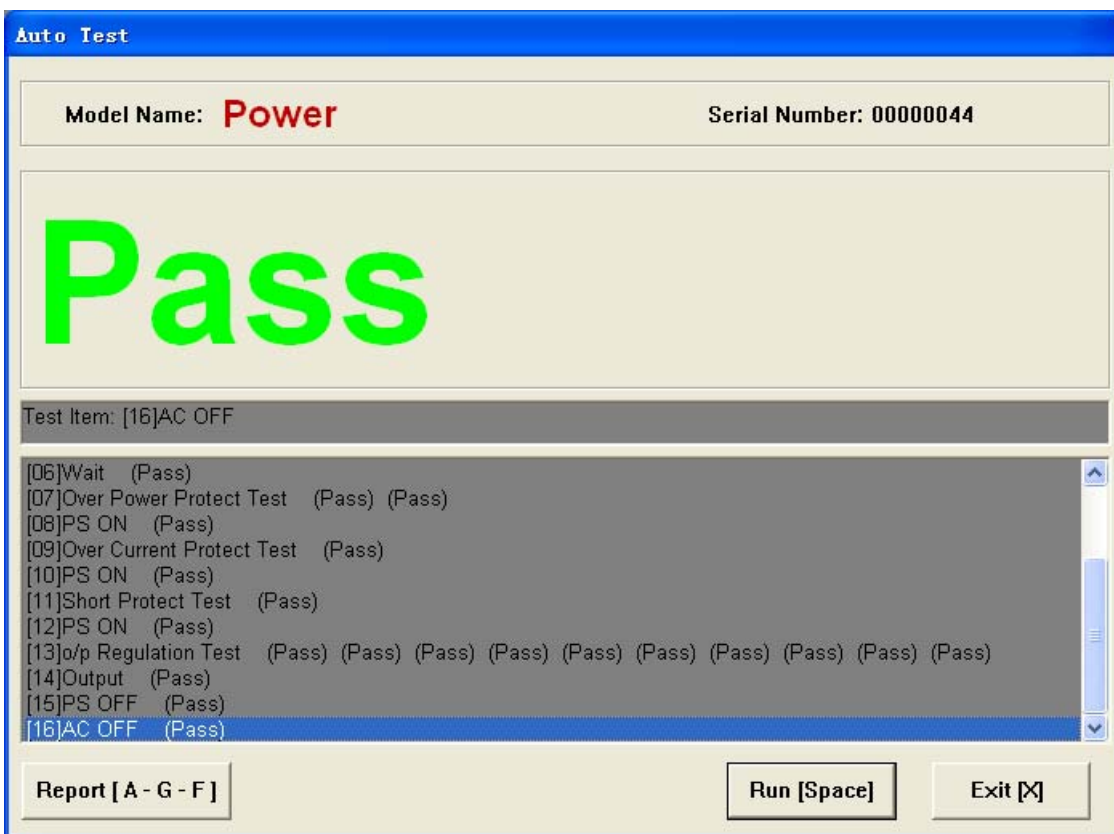 Auto Test
Model Name: Power Serial Number: 00000044
Pass
Test Item: [16]AC OFF
[06]Wait (Pass)
[07]Over Power Protect Test (Pass) (Pass)
[08]PS ON (Pass)
[09]Over Current Protect Test (Pass)
[10]PS ON (Pass)
[11]Short Protect Test (Pass)
[12]PS ON (Pass)
[13]o/p Regulation Test (Pass) (Pass) (Pass) (Pass) (Pass) (Pass) (Pass) (Pass) (Pass) (Pass)
[14]Output (Pass)
[15]PS OFF (Pass)
[16]AC OFF (Pass)
Report [ A - G - F ] Run [Space] Exit [X]